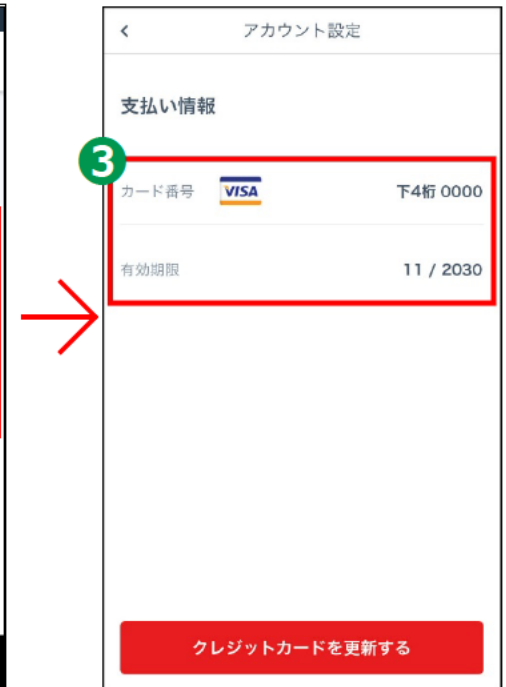 アカウント設定
支払い情報
3
カード番号 VISA 下4桁 0000
有効期限 11 / 2030
クレジットカードを更新する